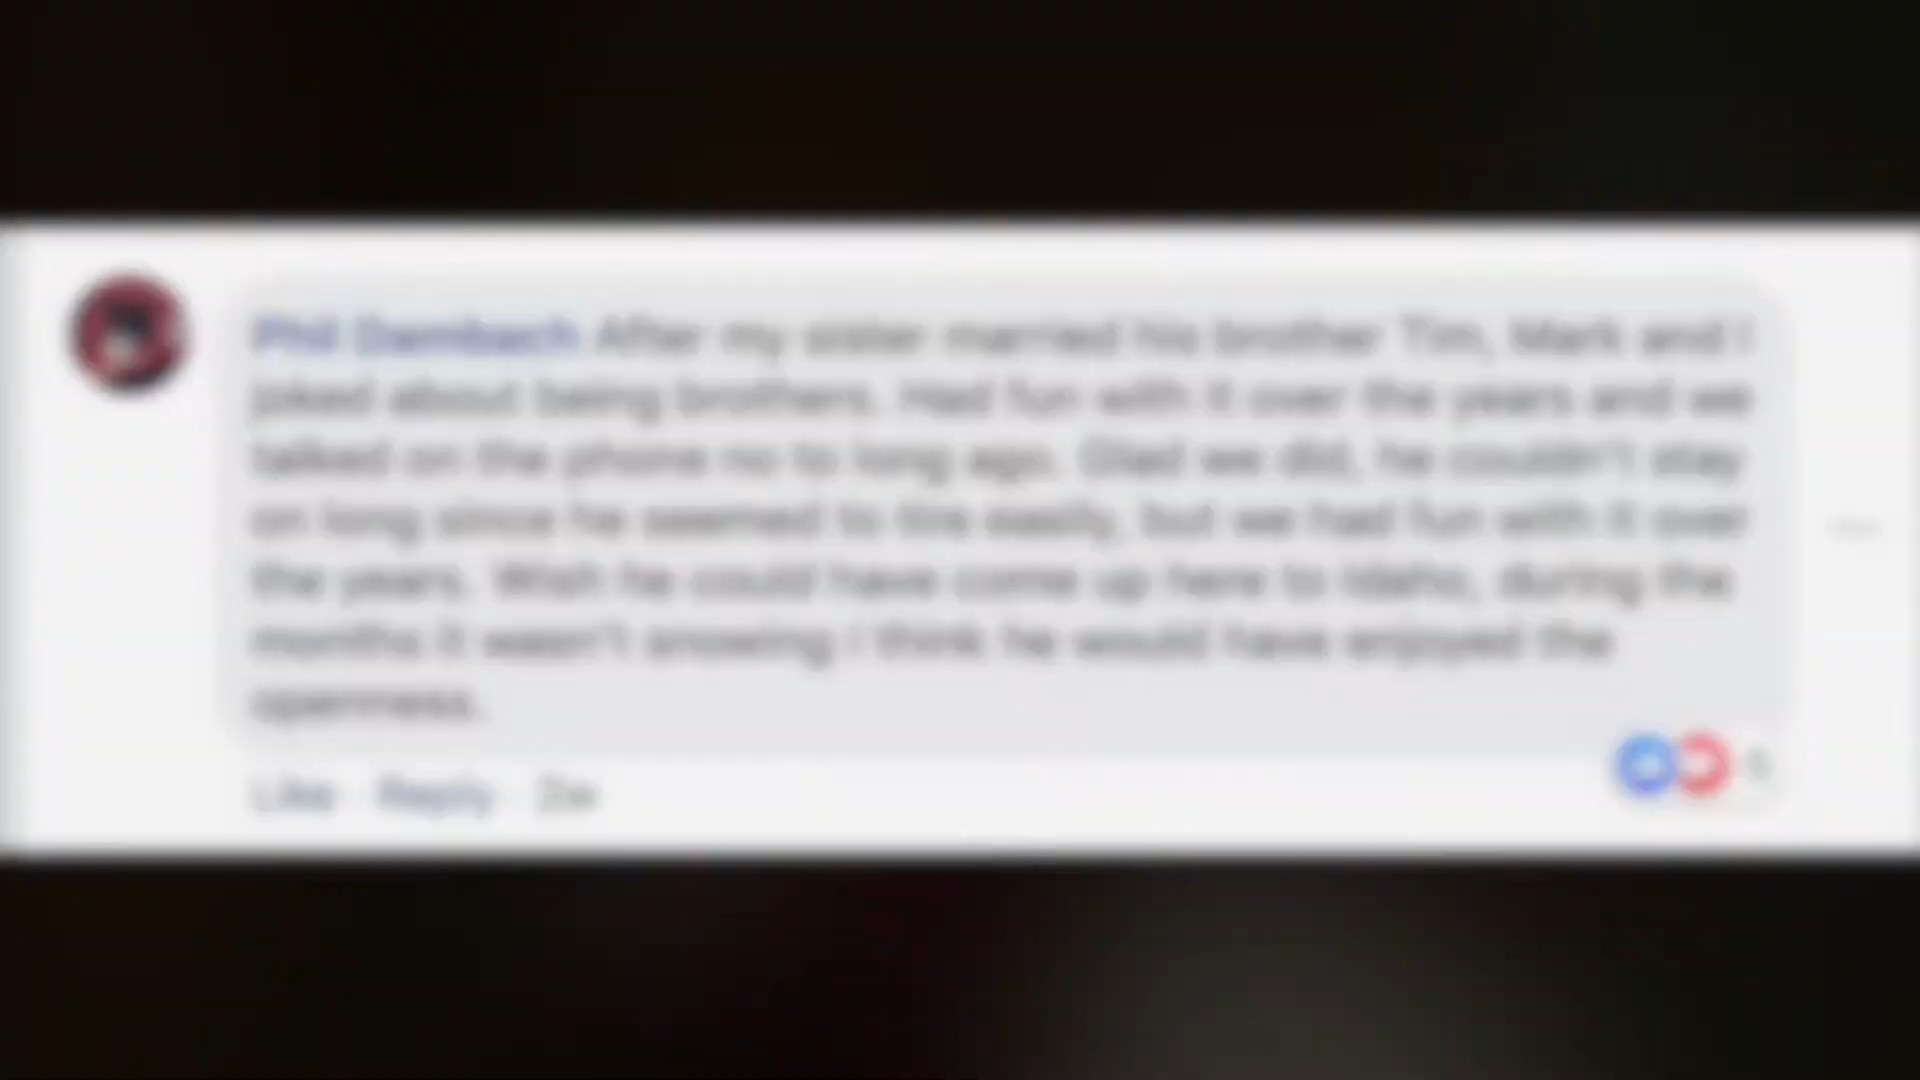 Phil Dambach After my sister married his brother Tim, Mark and I
joked about being brothers. Had fun with it over the years and we
talked on the phone no to long ago. Glad we did, he couldn't stay
on long since he seemed to tire easily, but we had fun with it over
the years. Wish he could have come up here to Idaho, during the
months it wasn't snowing I think he would have enjoyed the
openness.
Like · Reply · 2w